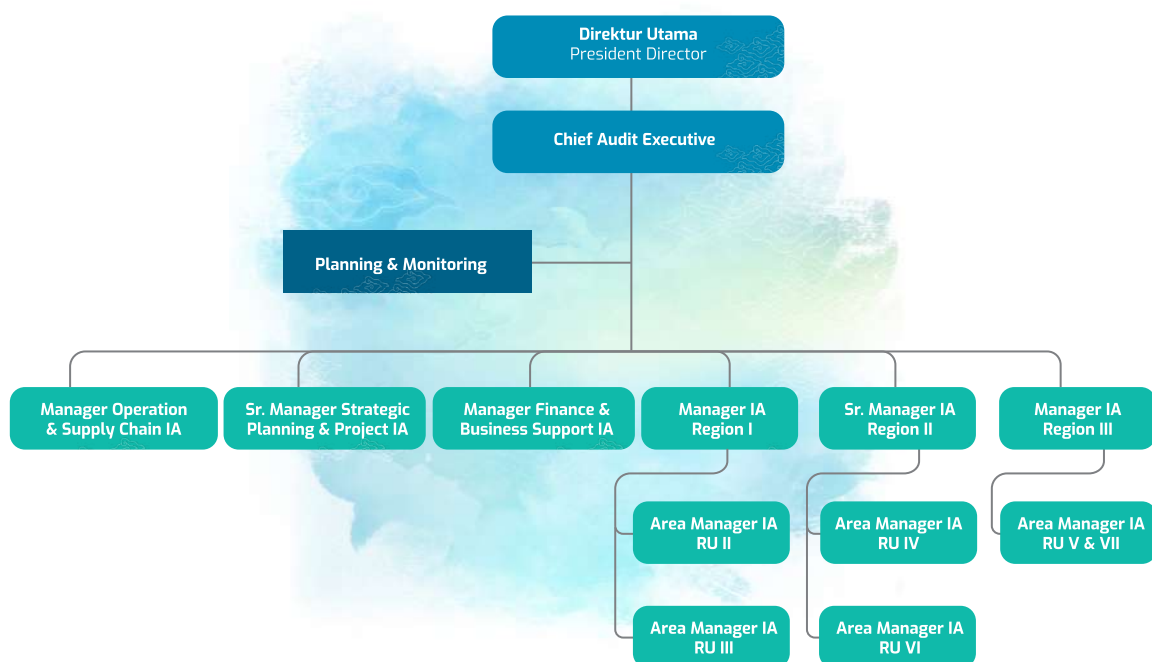 Direktur Utama
President Director
Chief Audit Executive
Planning & Monitoring
Manager Operation
& Supply Chain IA
Sr. Manager Strategic
Planning & Project IA
Manager Finance &
Business Support IA
Manager IA
Region I
Sr. Manager IA
Region II
Manager IA
Region III
Area Manager IA
RU II
Area Manager IA
RU IV
Area Manager IA
RU V & VII
Area Manager IA
RU III
Area Manager IA
RU VI